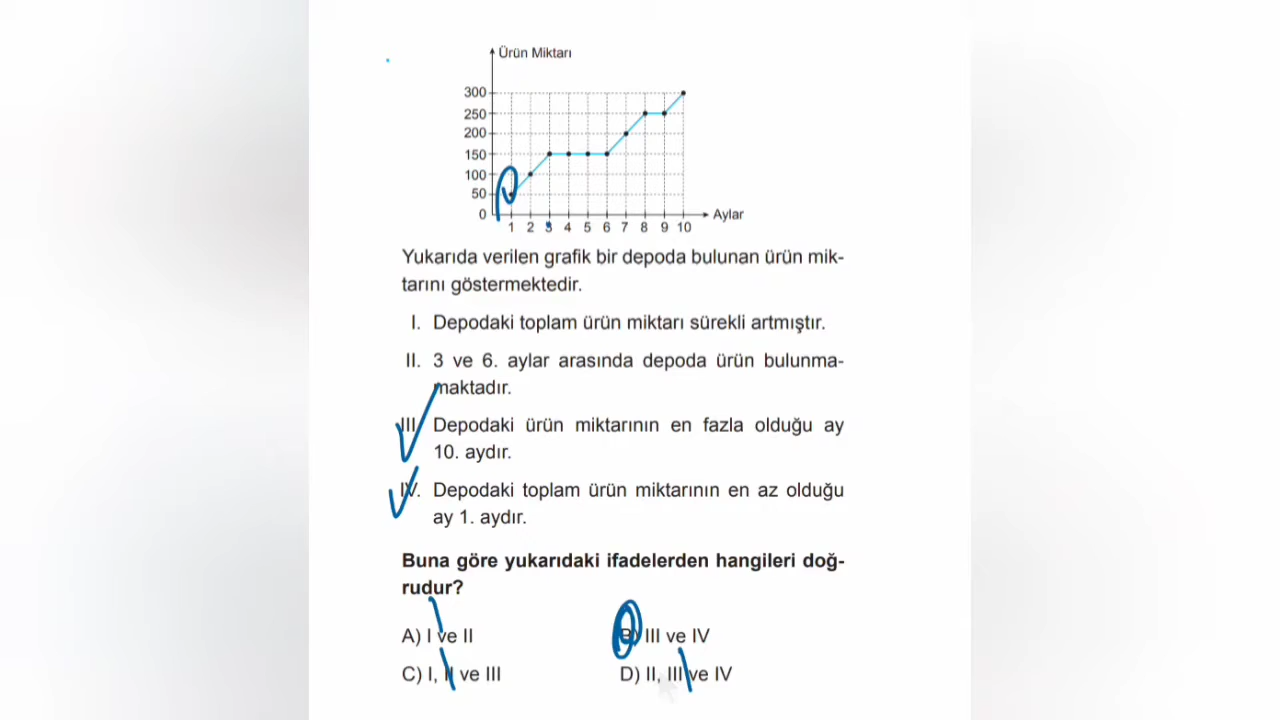 Ürün Miktarı
300
250
200
150
100
50
0
1 2 3 4 5 6 7 8 9 10
Aylar
Yukarıda verilen grafik bir depoda bulunan ürün mik-
tarını göstermektedir.
I. Depodaki toplam ürün miktarı sürekli artmıştır.
II. 3 ve 6. aylar arasında depoda ürün bulunma-
maktadır.
III. Depodaki ürün miktarının en fazla olduğu ay
10. aydır.
IV. Depodaki toplam ürün miktarının en az olduğu
ay 1. aydır.
Buna göre yukarıdaki ifadelerden hangileri doğ-
rudur?
A) I ve II
B) III ve IV
C) I, II ve III
D) II, III ve IV